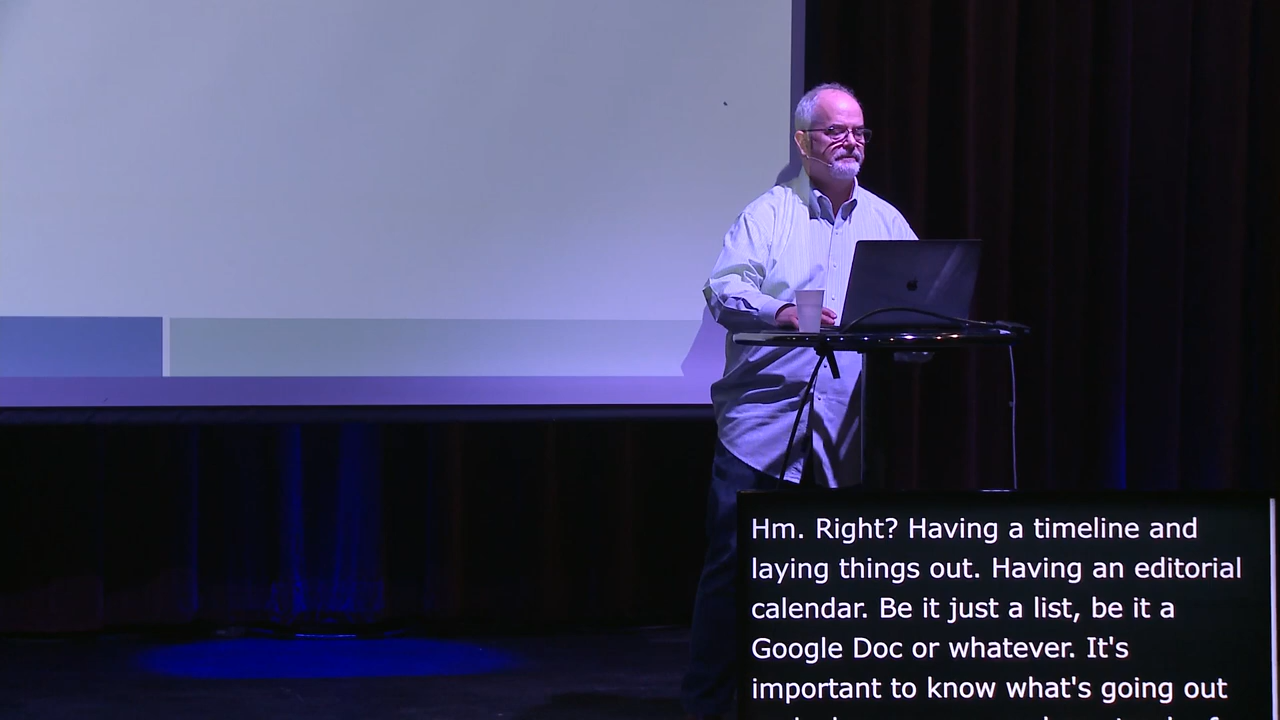 Hm. Right? Having a timeline and
laying things out. Having an editorial
calendar. Be it just a list, be it a
Google Doc or whatever. It's
important to know what's going out